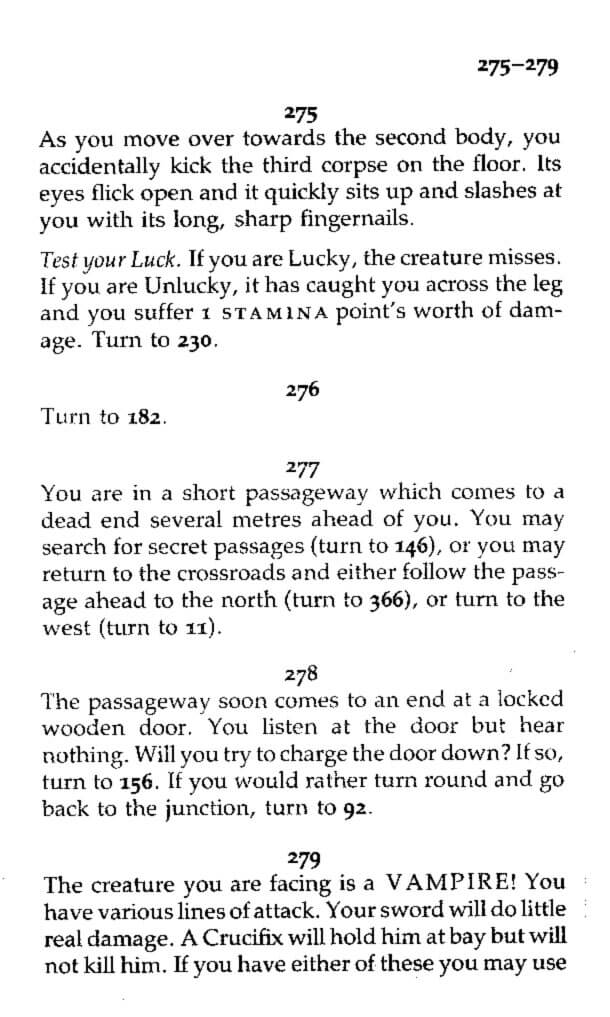 275–279
275
As you move over towards the second body, you
accidentally kick the third corpse on the floor. Its
eyes flick open and it quickly sits up and slashes at
you with its long, sharp fingernails.
Test your Luck. If you are Lucky, the creature misses.
If you are Unlucky, it has caught you across the leg
and you suffer 1 STAMINA point's worth of dam-
age. Turn to 230.
276
Turn to 182.
277
You are in a short passageway which comes to a
dead end several metres ahead of you. You may
search for secret passages (turn to 146), or you may
return to the crossroads and either follow the pass-
age ahead to the north (turn to 366), or turn to the
west (turn to 11).
278
The passageway soon comes to an end at a locked
wooden door. You listen at the door but hear
nothing. Will you try to charge the door down? If so,
turn to 156. If you would rather turn round and go
back to the junction, turn to 92.
279
The creature you are facing is a VAMPIRE! You
have various lines of attack. Your sword will do little
real damage. A Crucifix will hold him at bay but will
not kill him. If you have either of these you may use